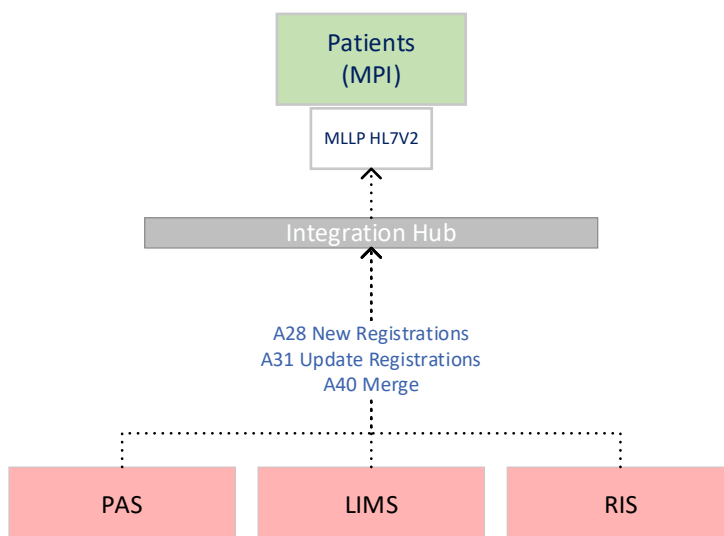 Patients
(MPI)
MLLP HL7V2
Integration Hub
A28 New Registrations
A31 Update Registrations
A40 Merge
PAS
LIMS
RIS